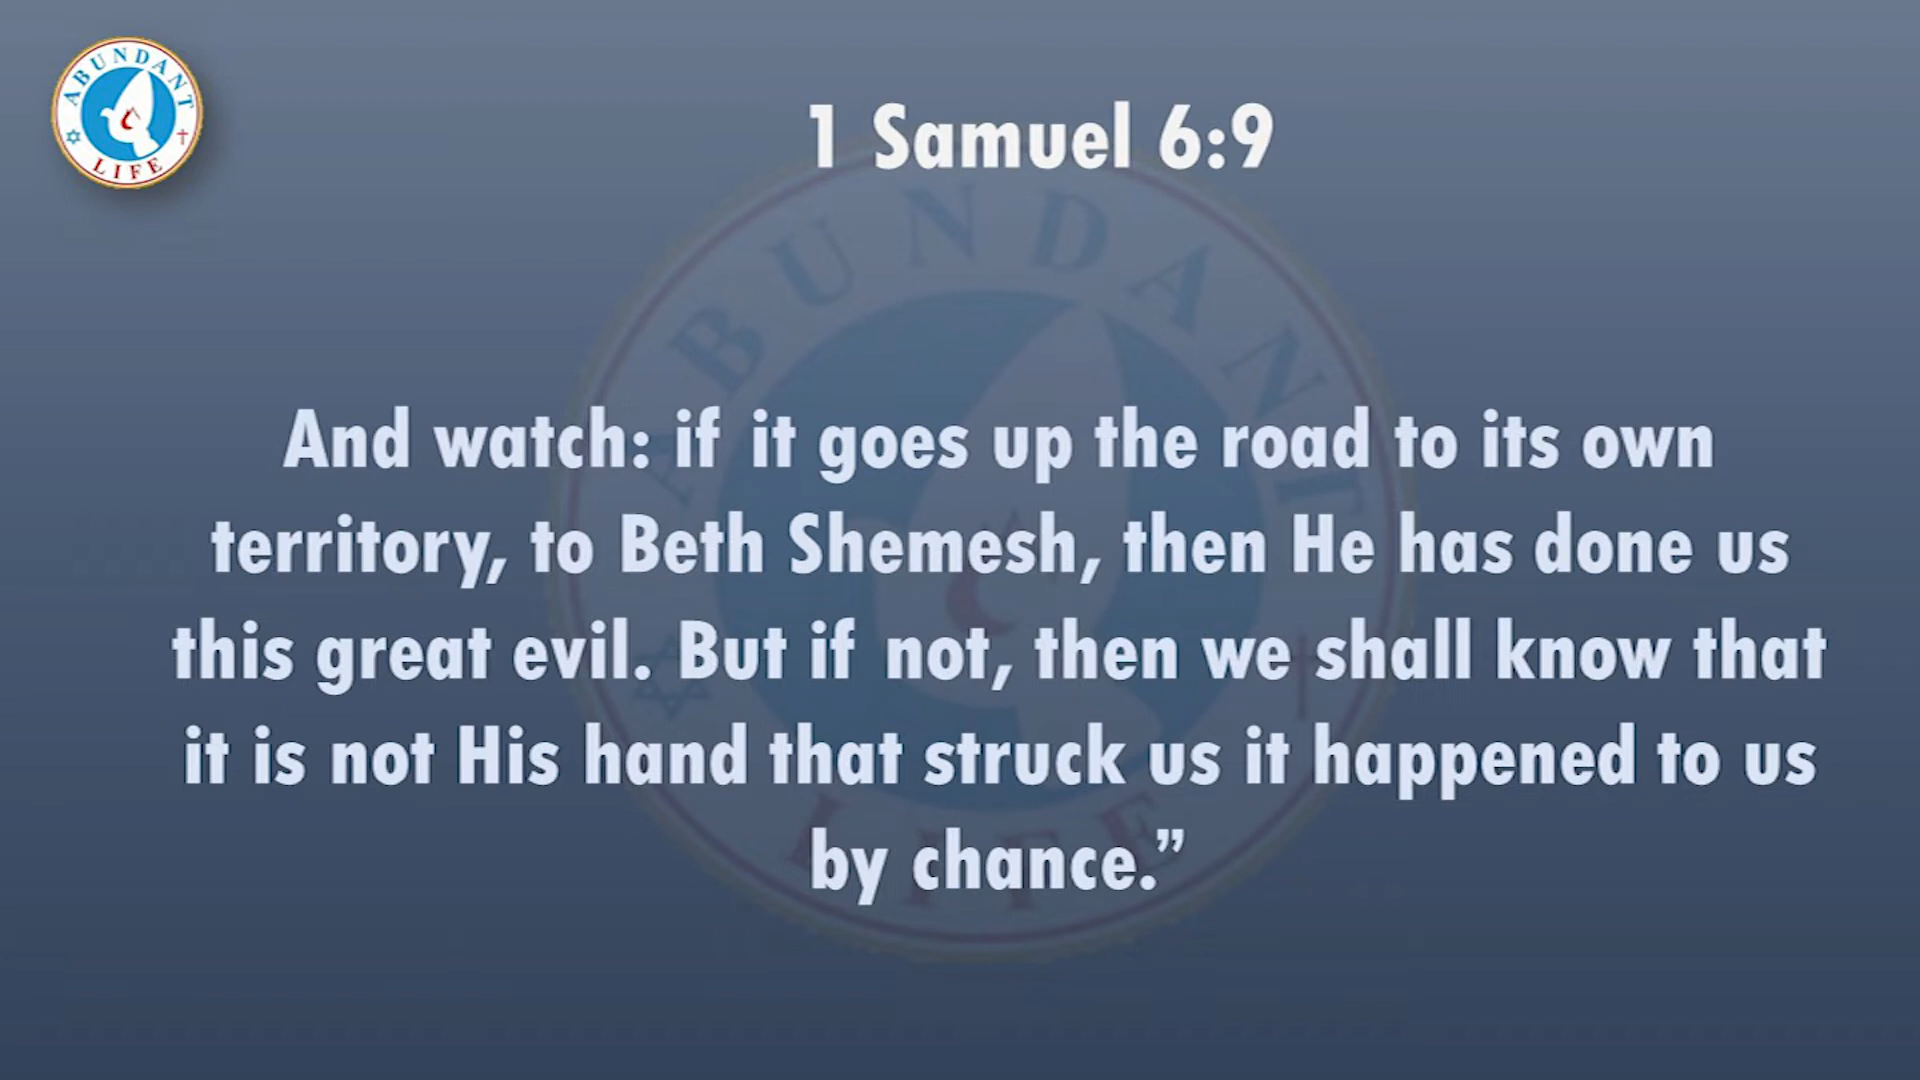 ABUNDANT
LIFE
1 Samuel 6:9
And watch: if it goes up the road to its own
territory, to Beth Shemesh, then He has done us
this great evil. But if not, then we shall know that
it is not His hand that struck us it happened to us
by chance.”
ABUNDANT
LIFE